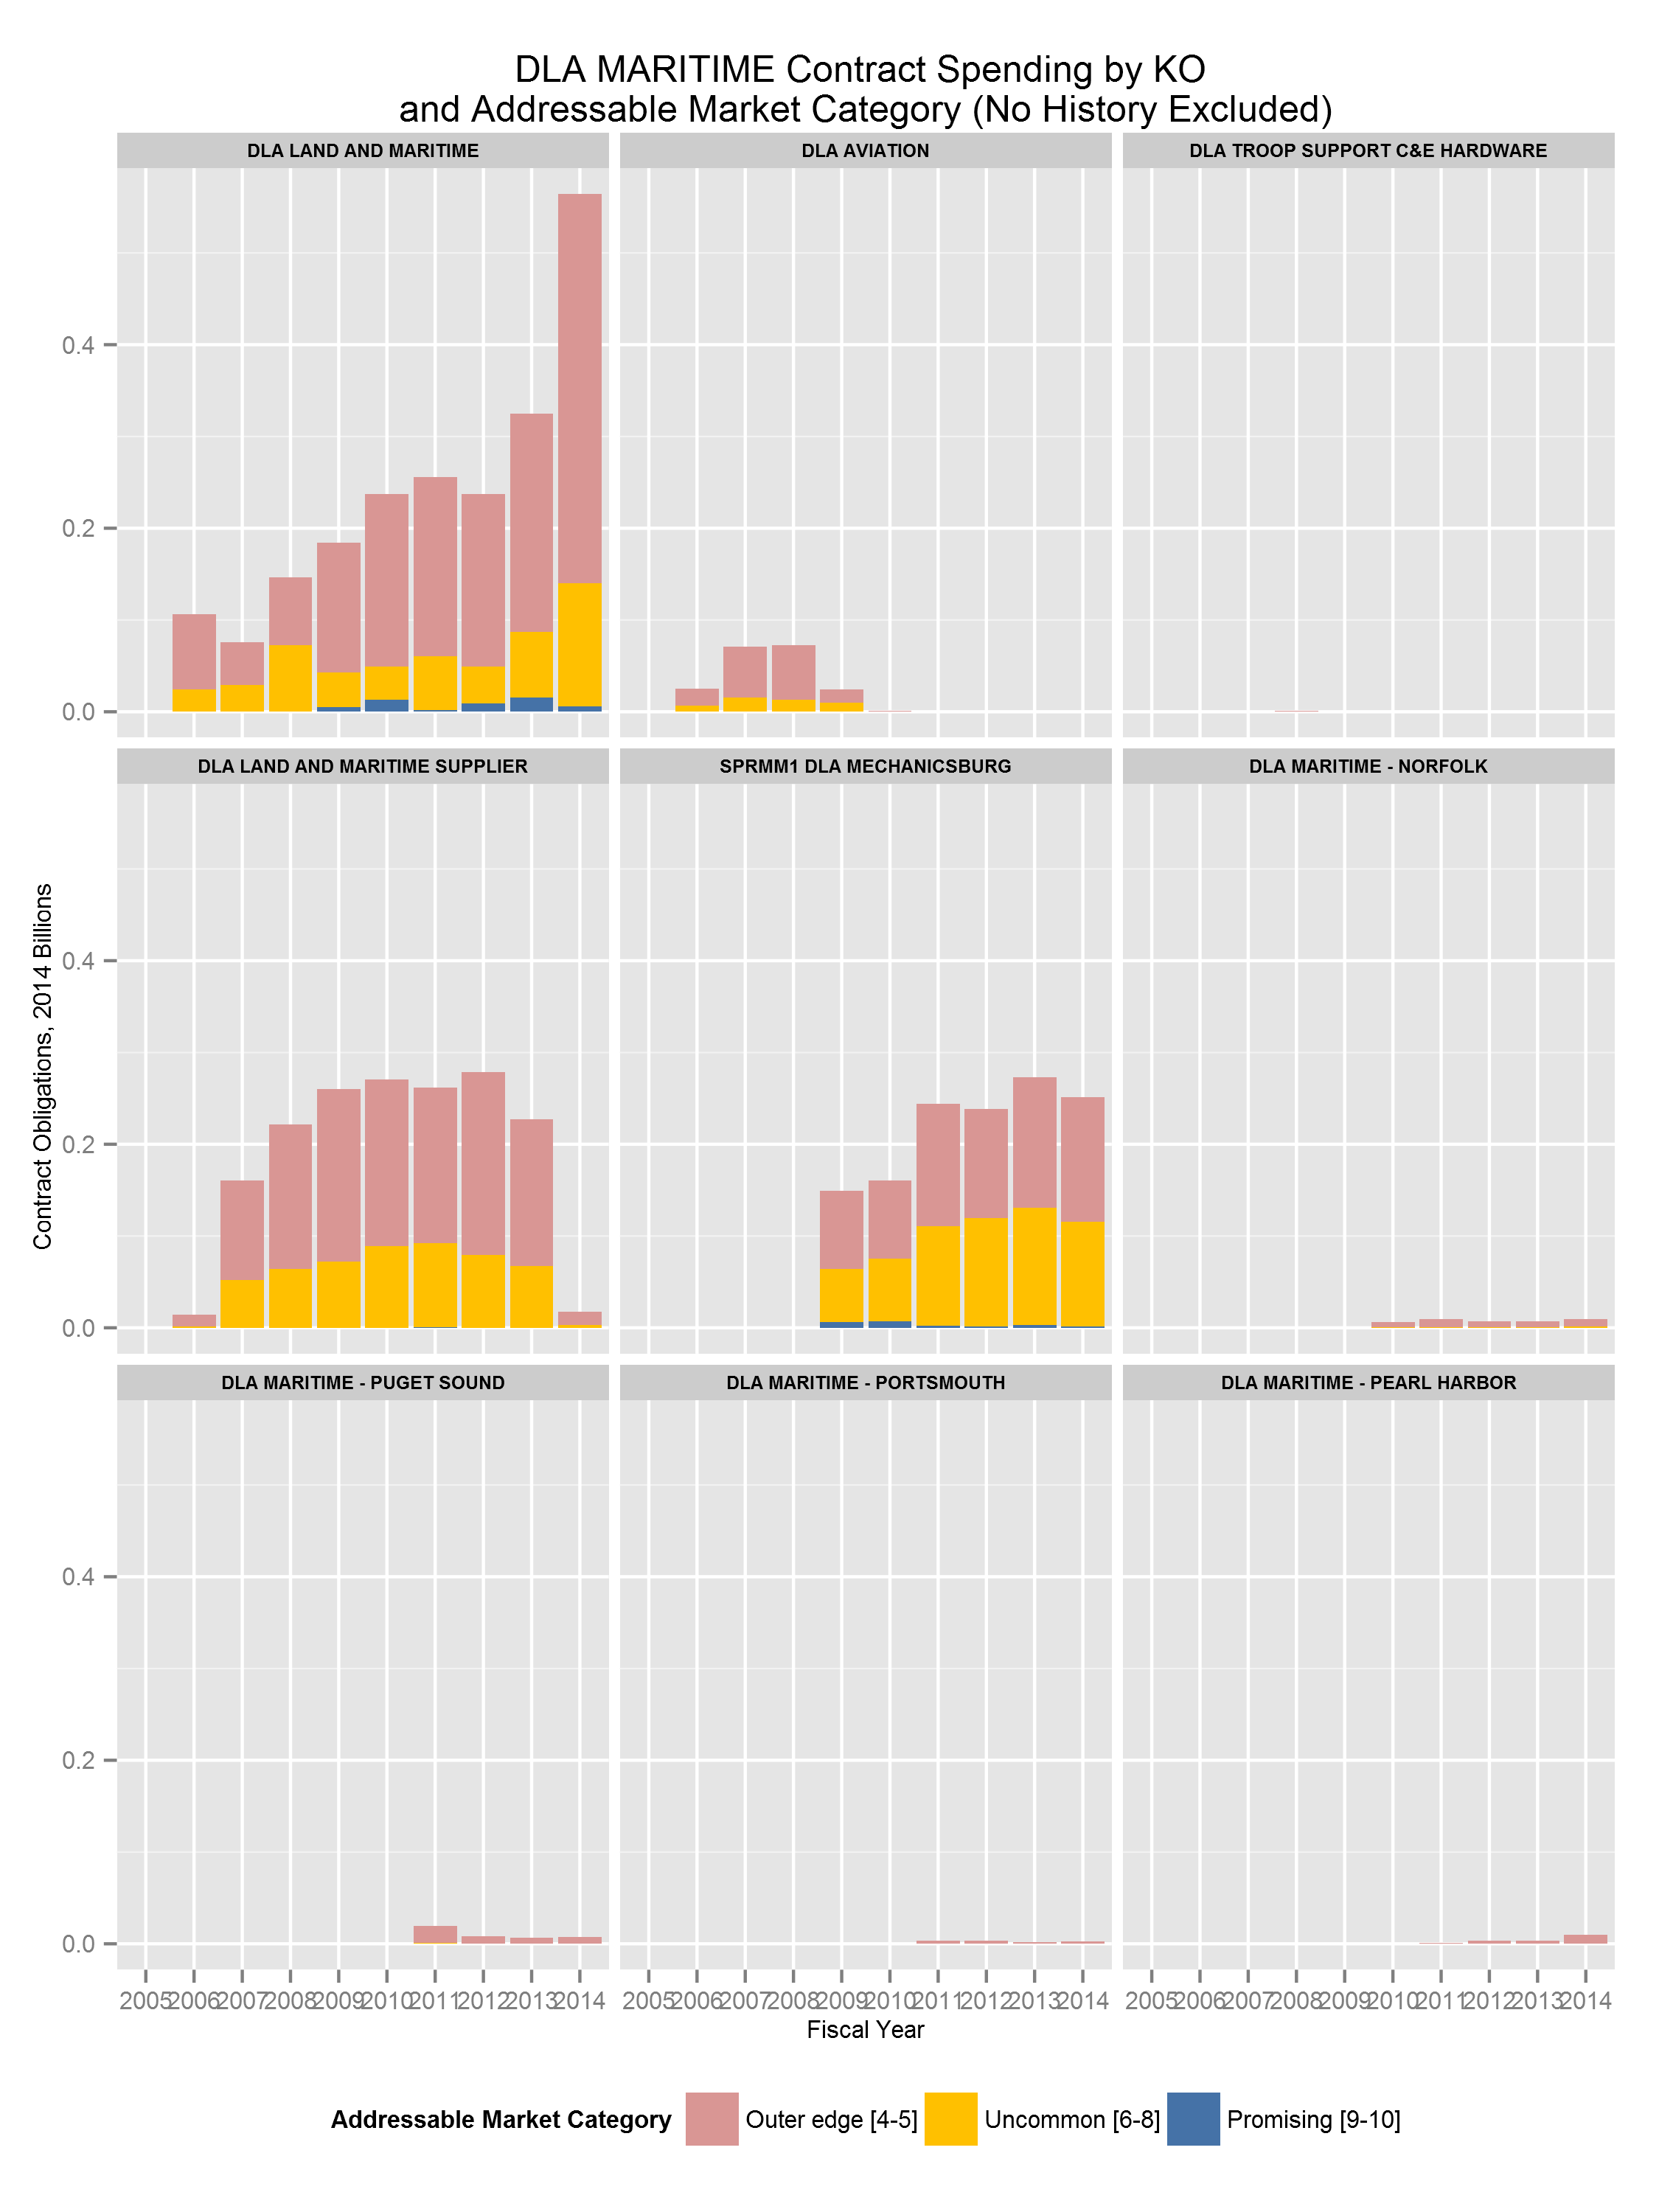 DLA MARITIME Contract Spending by KO
and Addressable Market Category (No History Excluded)
DLA LAND AND MARITIME
DLA AVIATION
DLA TROOP SUPPORT C&E HARDWARE
0.4
0.2
0.0
DLA LAND AND MARITIME SUPPLIER
SPRMM1 DLA MECHANICSBURG
DLA MARITIME - NORFOLK
0.4
0.2
0.0
Contract Obligations, 2014 Billions
DLA MARITIME - PUGET SOUND
DLA MARITIME - PORTSMOUTH
DLA MARITIME - PEARL HARBOR
0.4
0.2
0.0
2005 2006 2007 2008 2009 2010 2011 2012 2013 2014
2005 2006 2007 2008 2009 2010 2011 2012 2013 2014
2005 2006 2007 2008 2009 2010 2011 2012 2013 2014
Fiscal Year
Addressable Market Category Outer edge [4-5] Uncommon [6-8] Promising [9-10]